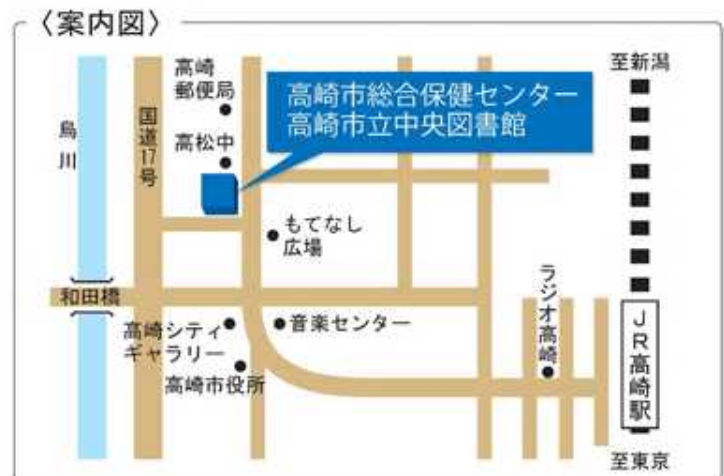 〈案内図〉
至新潟
高崎
郵便局
高崎市総合保健センター
高崎市立中央図書館
烏川
国道17号
高松中
もてなし
広場
ラジオ高崎
和田橋
高崎シティ
ギャラリー
音楽センター
JR高崎駅
高崎市役所
至東京